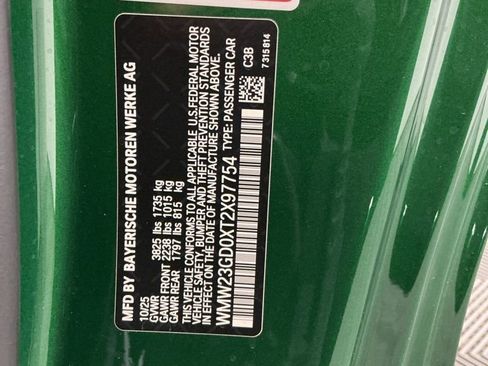 MFD BY BAYERISCHE MOTOREN WERKE AG
10/25
GVWR 3825 lbs 1735 kg
GAWR FRONT 2238 lbs 1015 kg
GAWR REAR 1797 lbs 815 kg
THIS VEHICLE CONFORMS TO ALL APPLICABLE U.S. FEDERAL MOTOR
VEHICLE SAFETY, BUMPER AND THEFT PREVENTION STANDARDS
IN EFFECT ON THE DATE OF MANUFACTURE SHOWN ABOVE.
WMW23GD0XT2X97754 TYPE: PASSENGER CAR
C3B
7315814